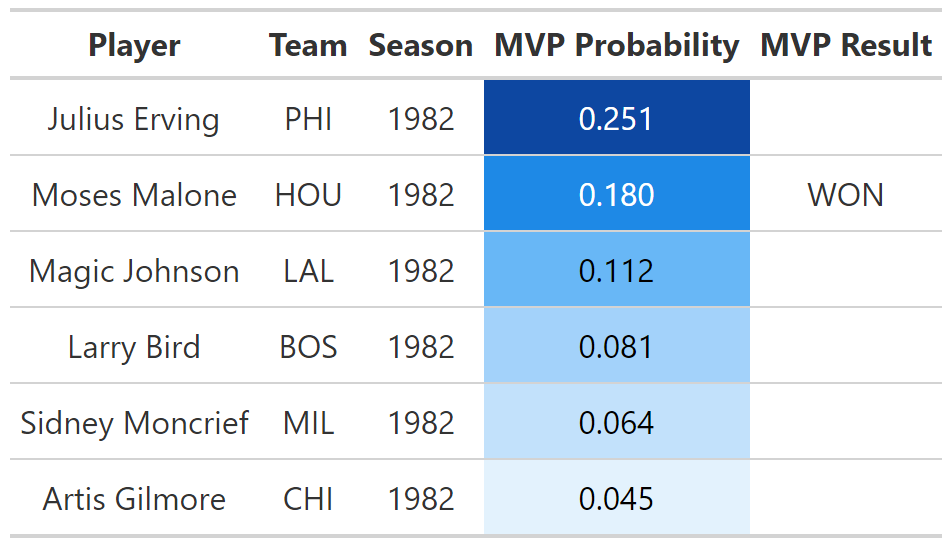 Player Team Season MVP Probability MVP Result
Julius Erving PHI 1982 0.251
Moses Malone HOU 1982 0.180 WON
Magic Johnson LAL 1982 0.112
Larry Bird BOS 1982 0.081
Sidney Moncrief MIL 1982 0.064
Artis Gilmore CHI 1982 0.045